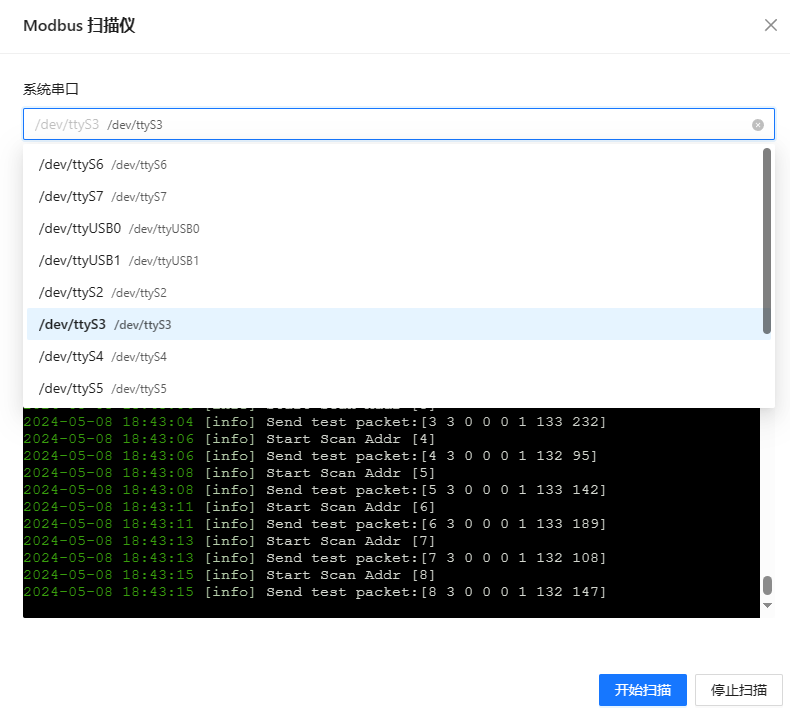 Modbus 扫描仪
系统串口
/dev/ttyS3 /dev/ttyS3
/dev/ttyS6 /dev/ttyS6
/dev/ttyS7 /dev/ttyS7
/dev/ttyUSB0 /dev/ttyUSB0
/dev/ttyUSB1 /dev/ttyUSB1
/dev/ttyS2 /dev/ttyS2
/dev/ttyS3 /dev/ttyS3
/dev/ttyS4 /dev/ttyS4
/dev/ttyS5 /dev/ttyS5
2024-05-08 18:43:04 [info] Send test packet:[3 3 0 0 0 1 133 232]
2024-05-08 18:43:06 [info] Start Scan Addr [4]
2024-05-08 18:43:06 [info] Send test packet:[4 3 0 0 0 1 132 95]
2024-05-08 18:43:08 [info] Start Scan Addr [5]
2024-05-08 18:43:08 [info] Send test packet:[5 3 0 0 0 1 133 142]
2024-05-08 18:43:11 [info] Start Scan Addr [6]
2024-05-08 18:43:11 [info] Send test packet:[6 3 0 0 0 1 133 189]
2024-05-08 18:43:13 [info] Start Scan Addr [7]
2024-05-08 18:43:13 [info] Send test packet:[7 3 0 0 0 1 132 108]
2024-05-08 18:43:15 [info] Start Scan Addr [8]
2024-05-08 18:43:15 [info] Send test packet:[8 3 0 0 0 1 132 147]
开始扫描 停止扫描